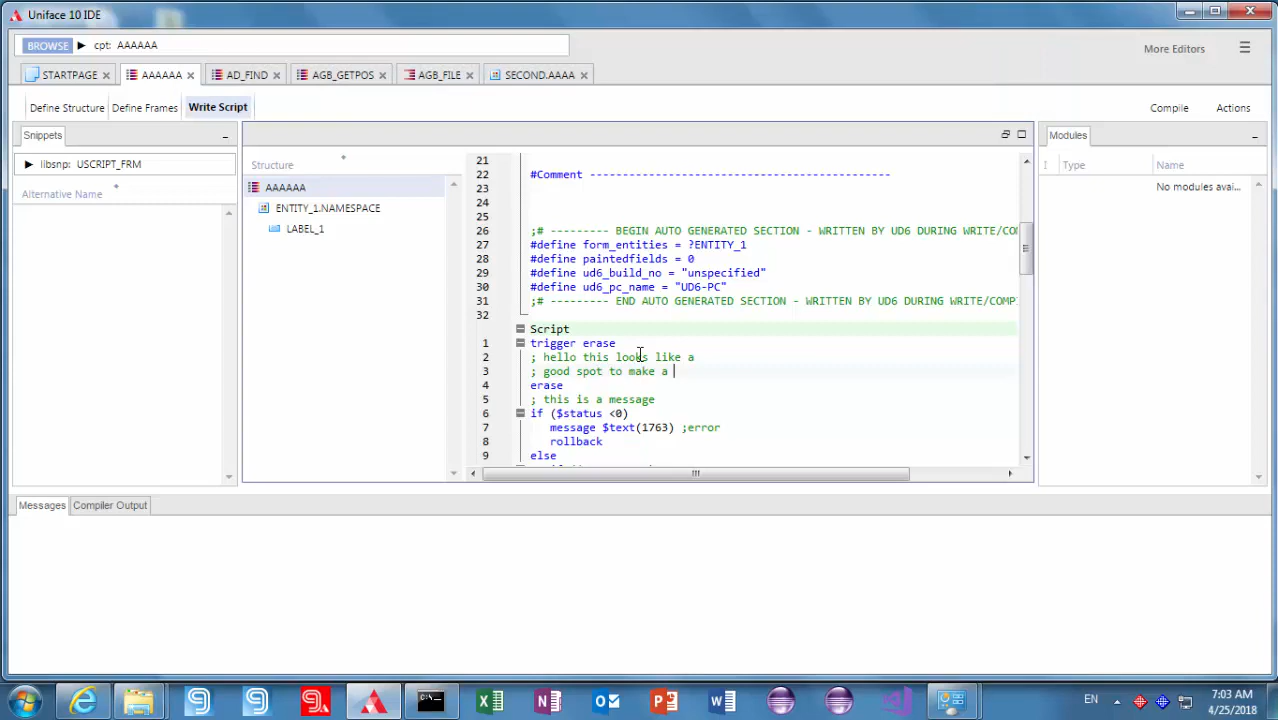 Uniface 10 IDE
BROWSE cpt: AAAAAA
More Editors
STARTPAGE AAAAAA AD_FIND AGB_GETPOS AGB_FILE SECOND.AAAA
Define Structure Define Frames Write Script
Compile Actions
Snippets
libsnp: USCRIPT_FRM
Alternative Name
Structure
AAAAAA
ENTITY_1.NAMESPACE
LABEL_1
21
22 #Comment ----------------------------------------------
23
24
25
26 ;# --------- BEGIN AUTO GENERATED SECTION - WRITTEN BY UD6 DURING WRITE/COM
27 #define form_entities = ?ENTITY_1
28 #define paintedfields = 0
29 #define ud6_build_no = "unspecified"
30 #define ud6_pc_name = "UD6-PC"
31 ;# --------- END AUTO GENERATED SECTION - WRITTEN BY UD6 DURING WRITE/COMP
32
Script
1 trigger erase
2 ; hello this looks like a
3 ; good spot to make a
4 erase
5 ; this is a message
6 if ($status <0)
7 message $text(1763) ;error
8 rollback
9 else
Modules
Type Name
No modules avai...
Messages Compiler Output
EN
7:03 AM
4/25/2018